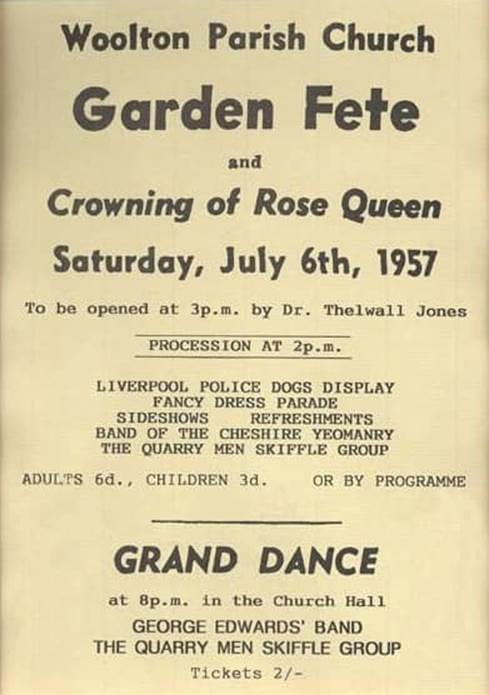 Woolton Parish Church
Garden Fete
and
Crowning of Rose Queen
Saturday, July 6th, 1957
To be opened at 3p.m. by Dr. Thelwall Jones
PROCESSION AT 2p.m.
LIVERPOOL POLICE DOGS DISPLAY
FANCY DRESS PARADE
SIDESHOWS REFRESHMENTS
BAND OF THE CHESHIRE YEOMANRY
THE QUARRY MEN SKIFFLE GROUP
ADULTS 6d., CHILDREN 3d. OR BY PROGRAMME
GRAND DANCE
at 8p.m. in the Church Hall
GEORGE EDWARDS' BAND
THE QUARRY MEN SKIFFLE GROUP
Tickets 2/-